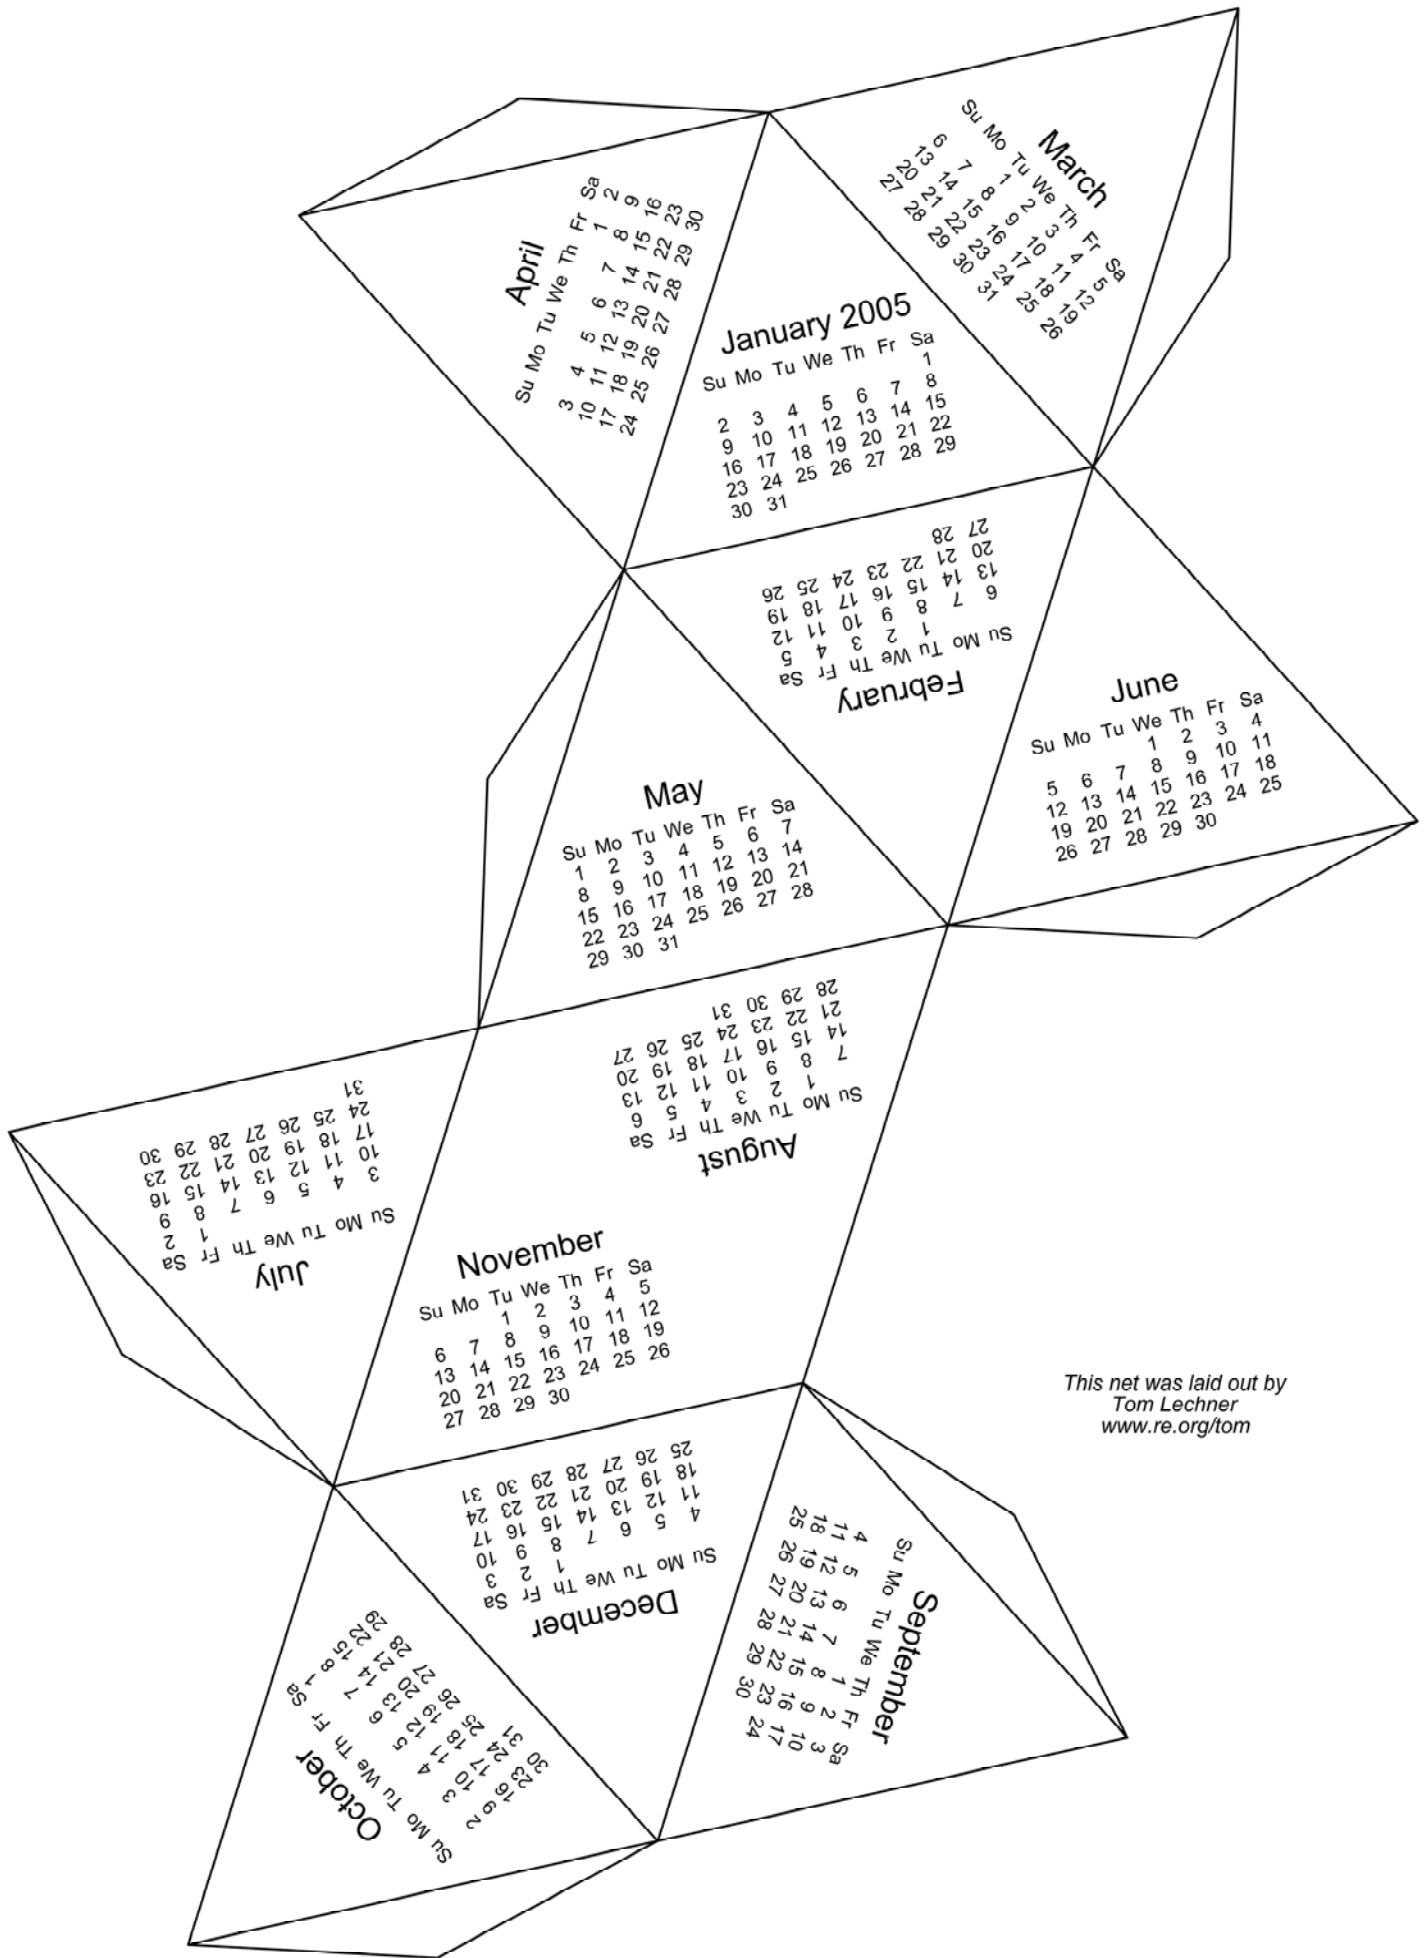 March
Su Mo Tu We Th Fr Sa
1 2 3 4 5
6 7 8 9 10 11 12
13 14 15 16 17 18 19
20 21 22 23 24 25 26
27 28 29 30 31
April
Su Mo Tu We Th Fr Sa
1 2
3 4 5 6 7 8 9
10 11 12 13 14 15 16
17 18 19 20 21 22 23
24 25 26 27 28 29 30
January 2005
Su Mo Tu We Th Fr Sa
1
2 3 4 5 6 7 8
9 10 11 12 13 14 15
16 17 18 19 20 21 22
23 24 25 26 27 28 29
30 31
February
Su Mo Tu We Th Fr Sa
1 2 3 4 5
6 7 8 9 10 11 12
13 14 15 16 17 18 19
20 21 22 23 24 25 26
27 28
June
Su Mo Tu We Th Fr Sa
1 2 3 4
5 6 7 8 9 10 11
12 13 14 15 16 17 18
19 20 21 22 23 24 25
26 27 28 29 30
May
Su Mo Tu We Th Fr Sa
1 2 3 4 5 6 7
8 9 10 11 12 13 14
15 16 17 18 19 20 21
22 23 24 25 26 27 28
29 30 31
August
Su Mo Tu We Th Fr Sa
1 2 3 4 5 6
7 8 9 10 11 12 13
14 15 16 17 18 19 20
21 22 23 24 25 26 27
28 29 30 31
July
Su Mo Tu We Th Fr Sa
1 2
3 4 5 6 7 8 9
10 11 12 13 14 15 16
17 18 19 20 21 22 23
24 25 26 27 28 29 30
31
November
Su Mo Tu We Th Fr Sa
1 2 3 4 5
6 7 8 9 10 11 12
13 14 15 16 17 18 19
20 21 22 23 24 25 26
27 28 29 30
This net was laid out by
Tom Lechner
www.re.org/tom
December
Su Mo Tu We Th Fr Sa
1 2 3
4 5 6 7 8 9 10
11 12 13 14 15 16 17
18 19 20 21 22 23 24
25 26 27 28 29 30 31
September
Su Mo Tu We Th Fr Sa
1 2 3
4 5 6 7 8 9 10
11 12 13 14 15 16 17
18 19 20 21 22 23 24
25 26 27 28 29 30
October
Su Mo Tu We Th Fr Sa
1
2 3 4 5 6 7 8
9 10 11 12 13 14 15
16 17 18 19 20 21 22
23 24 25 26 27 28 29
30 31